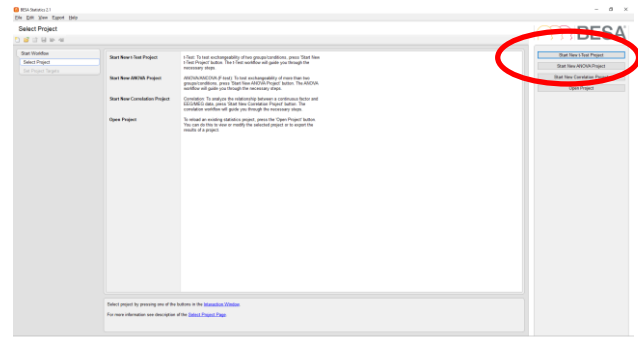 BESA Statistics 2.1
File Edit View Export Help
Select Project
BESA
Start Workflow
Select Project
Set Project Targets
Start New t-Test Project
t-Test: To test exchangeability of two groups/conditions, press 'Start New
t-Test Project' button. The t-Test workflow will guide you through the
necessary steps.
Start New ANOVA Project
ANOVA/ANCOVA (F-test): To test exchangeability of more than two
groups/conditions, press 'Start New ANOVA Project' button. The ANOVA
workflow will guide you through the necessary steps.
Start New Correlation Project
Correlation: To analyze the relationship between a continuous factor and
EEG/MEG data, press 'Start New Correlation Project' button. The
correlation workflow will guide you through the necessary steps.
Open Project
To reload an existing statistics project, press the 'Open Project' button.
You can do this to view or modify the selected project or to export the
results of a project.
Start New t-Test Project
Start New ANOVA Project
Start New Correlation Project
Open Project
Select project by pressing one of the buttons in the Interaction Window.
For more information see description of the Select Project Page.